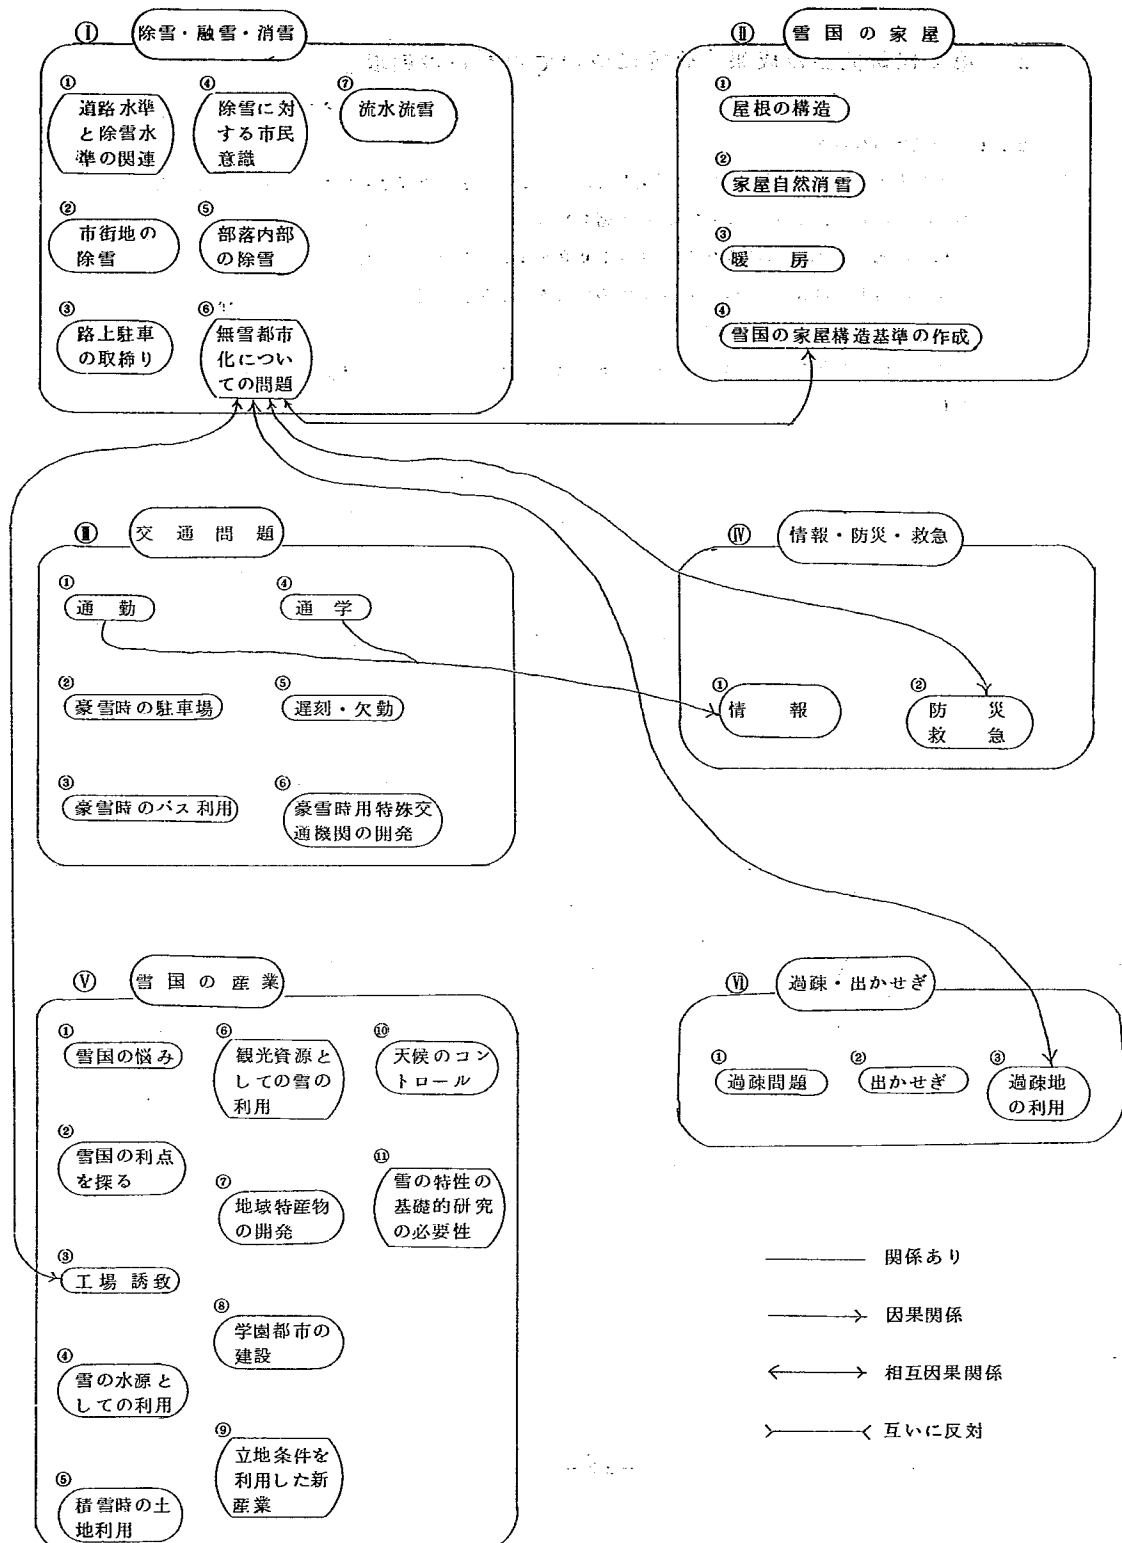 Ⅰ 除雪・融雪・消雪
①
道路水準
と除雪水
準の関連
②
市街地の
除雪
③
路上駐車
の取締り
④
除雪に対
する市民
意識
⑤
部落内部
の除雪
⑥
無雪都市
化につい
ての問題
⑦
流水流雪
Ⅱ 雪国の家屋
①
屋根の構造
②
家屋自然消雪
③
暖房
④
雪国の家屋構造基準の作成
Ⅲ 交通問題
①
通勤
②
豪雪時の駐車場
③
豪雪時のバス利用
④
通学
⑤
遅刻・欠勤
⑥
豪雪時用特殊交
通機関の開発
Ⅳ 情報・防災・救急
①
情報
②
防災
救急
Ⅴ 雪国の産業
①
雪国の悩み
②
雪国の利点
を探る
③
工場誘致
④
雪の水源と
しての利用
⑤
積雪時の土
地利用
⑥
観光資源と
しての雪の
利用
⑦
地域特産物
の開発
⑧
学園都市の
建設
⑨
立地条件を
利用した新
産業
⑩
天候のコン
トロール
⑪
雪の特性の
基礎的研究
の必要性
Ⅵ 過疎・出かせぎ
①
過疎問題
②
出かせぎ
③
過疎地
の利用
関係あり
因果関係
相互因果関係
互いに反対